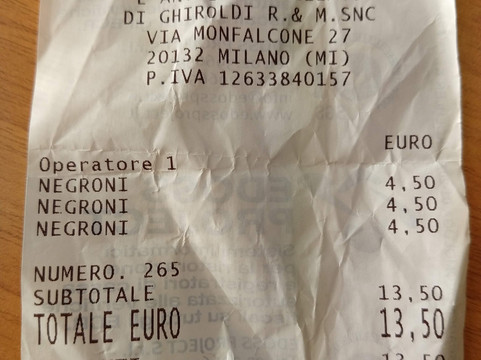 DI GHIROLDI R.& M.SNC
VIA MONFALCONE 27
20132 MILANO (MI)
P.IVA 12633840157
EURO
Operatore 1
NEGRONI 4,50
NEGRONI 4,50
NEGRONI 4,50
NUMERO. 265
SUBTOTALE 13,50
TOTALE EURO 13,50